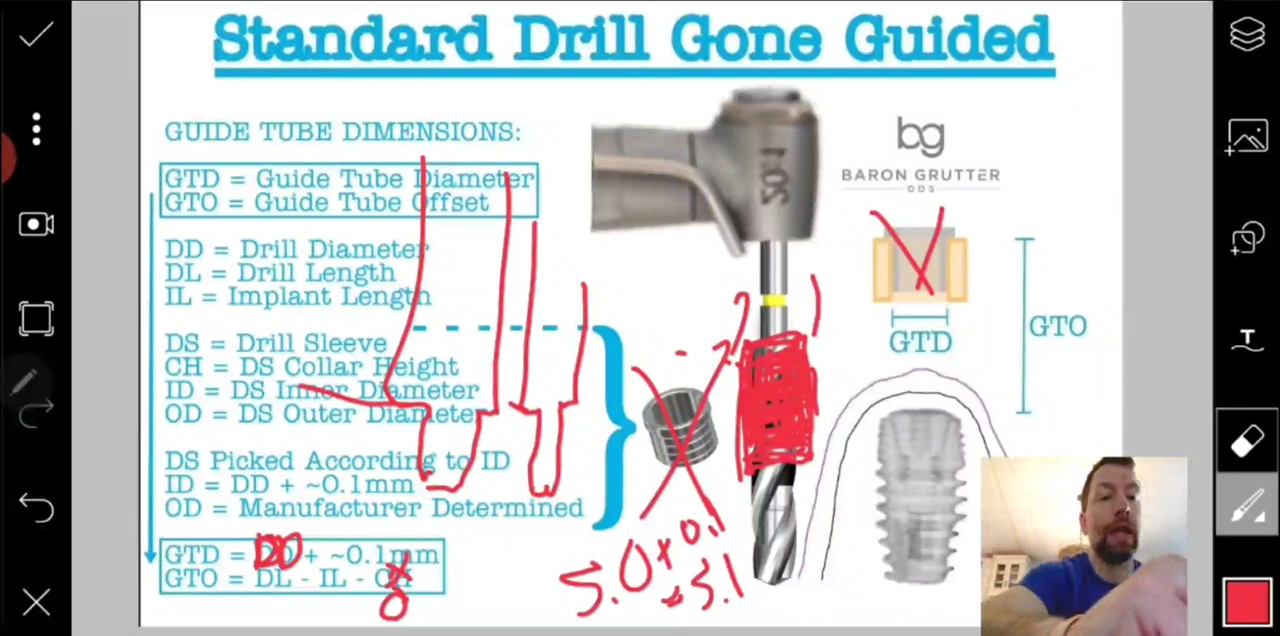 Standard Drill Gone Guided
GUIDE TUBE DIMENSIONS:
GTD = Guide Tube Diameter
GTO = Guide Tube Offset
DD = Drill Diameter
DL = Drill Length
IL = Implant Length
DS = Drill Sleeve
CH = DS Collar Height
ID = DS Inner Diameter
OD = DS Outer Diameter
DS Picked According to ID
ID = DD + ~0.1mm
OD = Manufacturer Determined
GTD = DD + ~0.1mm
GTO = DL - IL - CH
5.0 + 0.1
= 5.1
20:1
bg
BARON GRUTTER
DDS
GTD
GTO
T